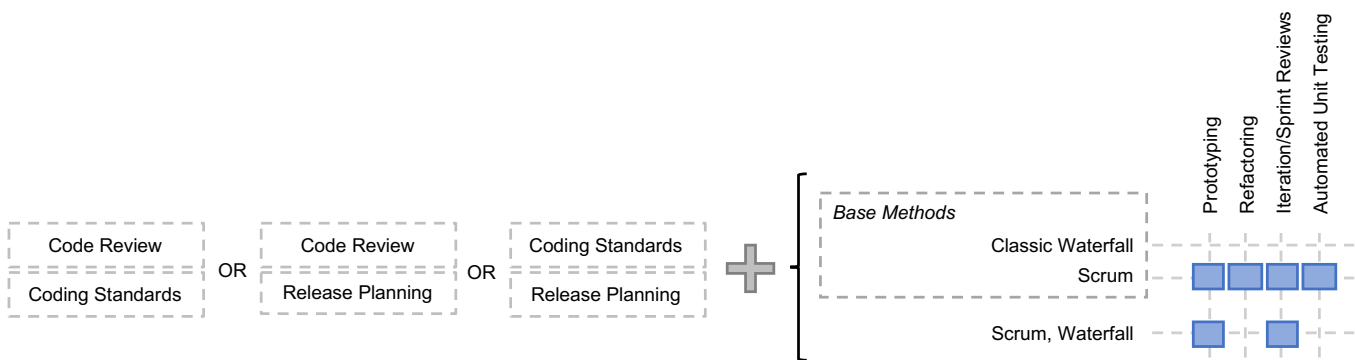 Prototyping
Refactoring
Iteration/Sprint Reviews
Automated Unit Testing
Code Review
Coding Standards
OR
Code Review
Release Planning
OR
Coding Standards
Release Planning
Base Methods
Classic Waterfall
Scrum
Scrum, Waterfall